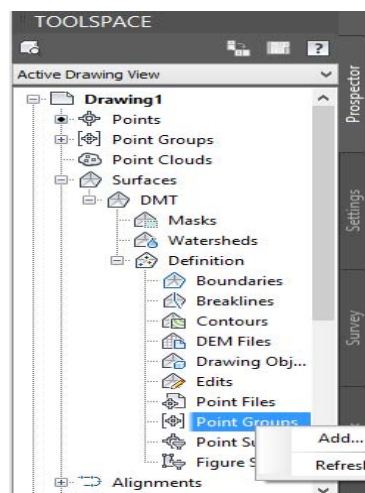 TOOLSPACE
?
Active Drawing View
Drawing1
Points
Point Groups
Point Clouds
Surfaces
DMT
Masks
Watersheds
Definition
Boundaries
Breaklines
Contours
DEM Files
Drawing Obj...
Edits
Point Files
Point Groups
Point Su
Figure S
Alignments
Add...
Refresh
Prospector
Settings
Survey